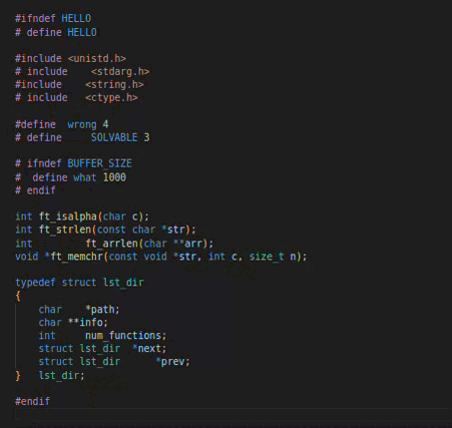 #ifndef HELLO
# define HELLO
#include <unistd.h>
# include    <stdarg.h>
#include    <string.h>
# include   <ctype.h>
#define  wrong 4
# define     SOLVABLE 3
# ifndef BUFFER_SIZE
#  define what 1000
# endif
int ft_isalpha(char c);
int ft_strlen(const char *str);
int         ft_arrlen(char **arr);
void *ft_memchr(const void *str, int c, size_t n);
typedef struct lst_dir
{
    char    *path;
    char **info;
    int     num_functions;
    struct lst_dir  *next;
    struct lst_dir      *prev;
}   lst_dir;
#endif